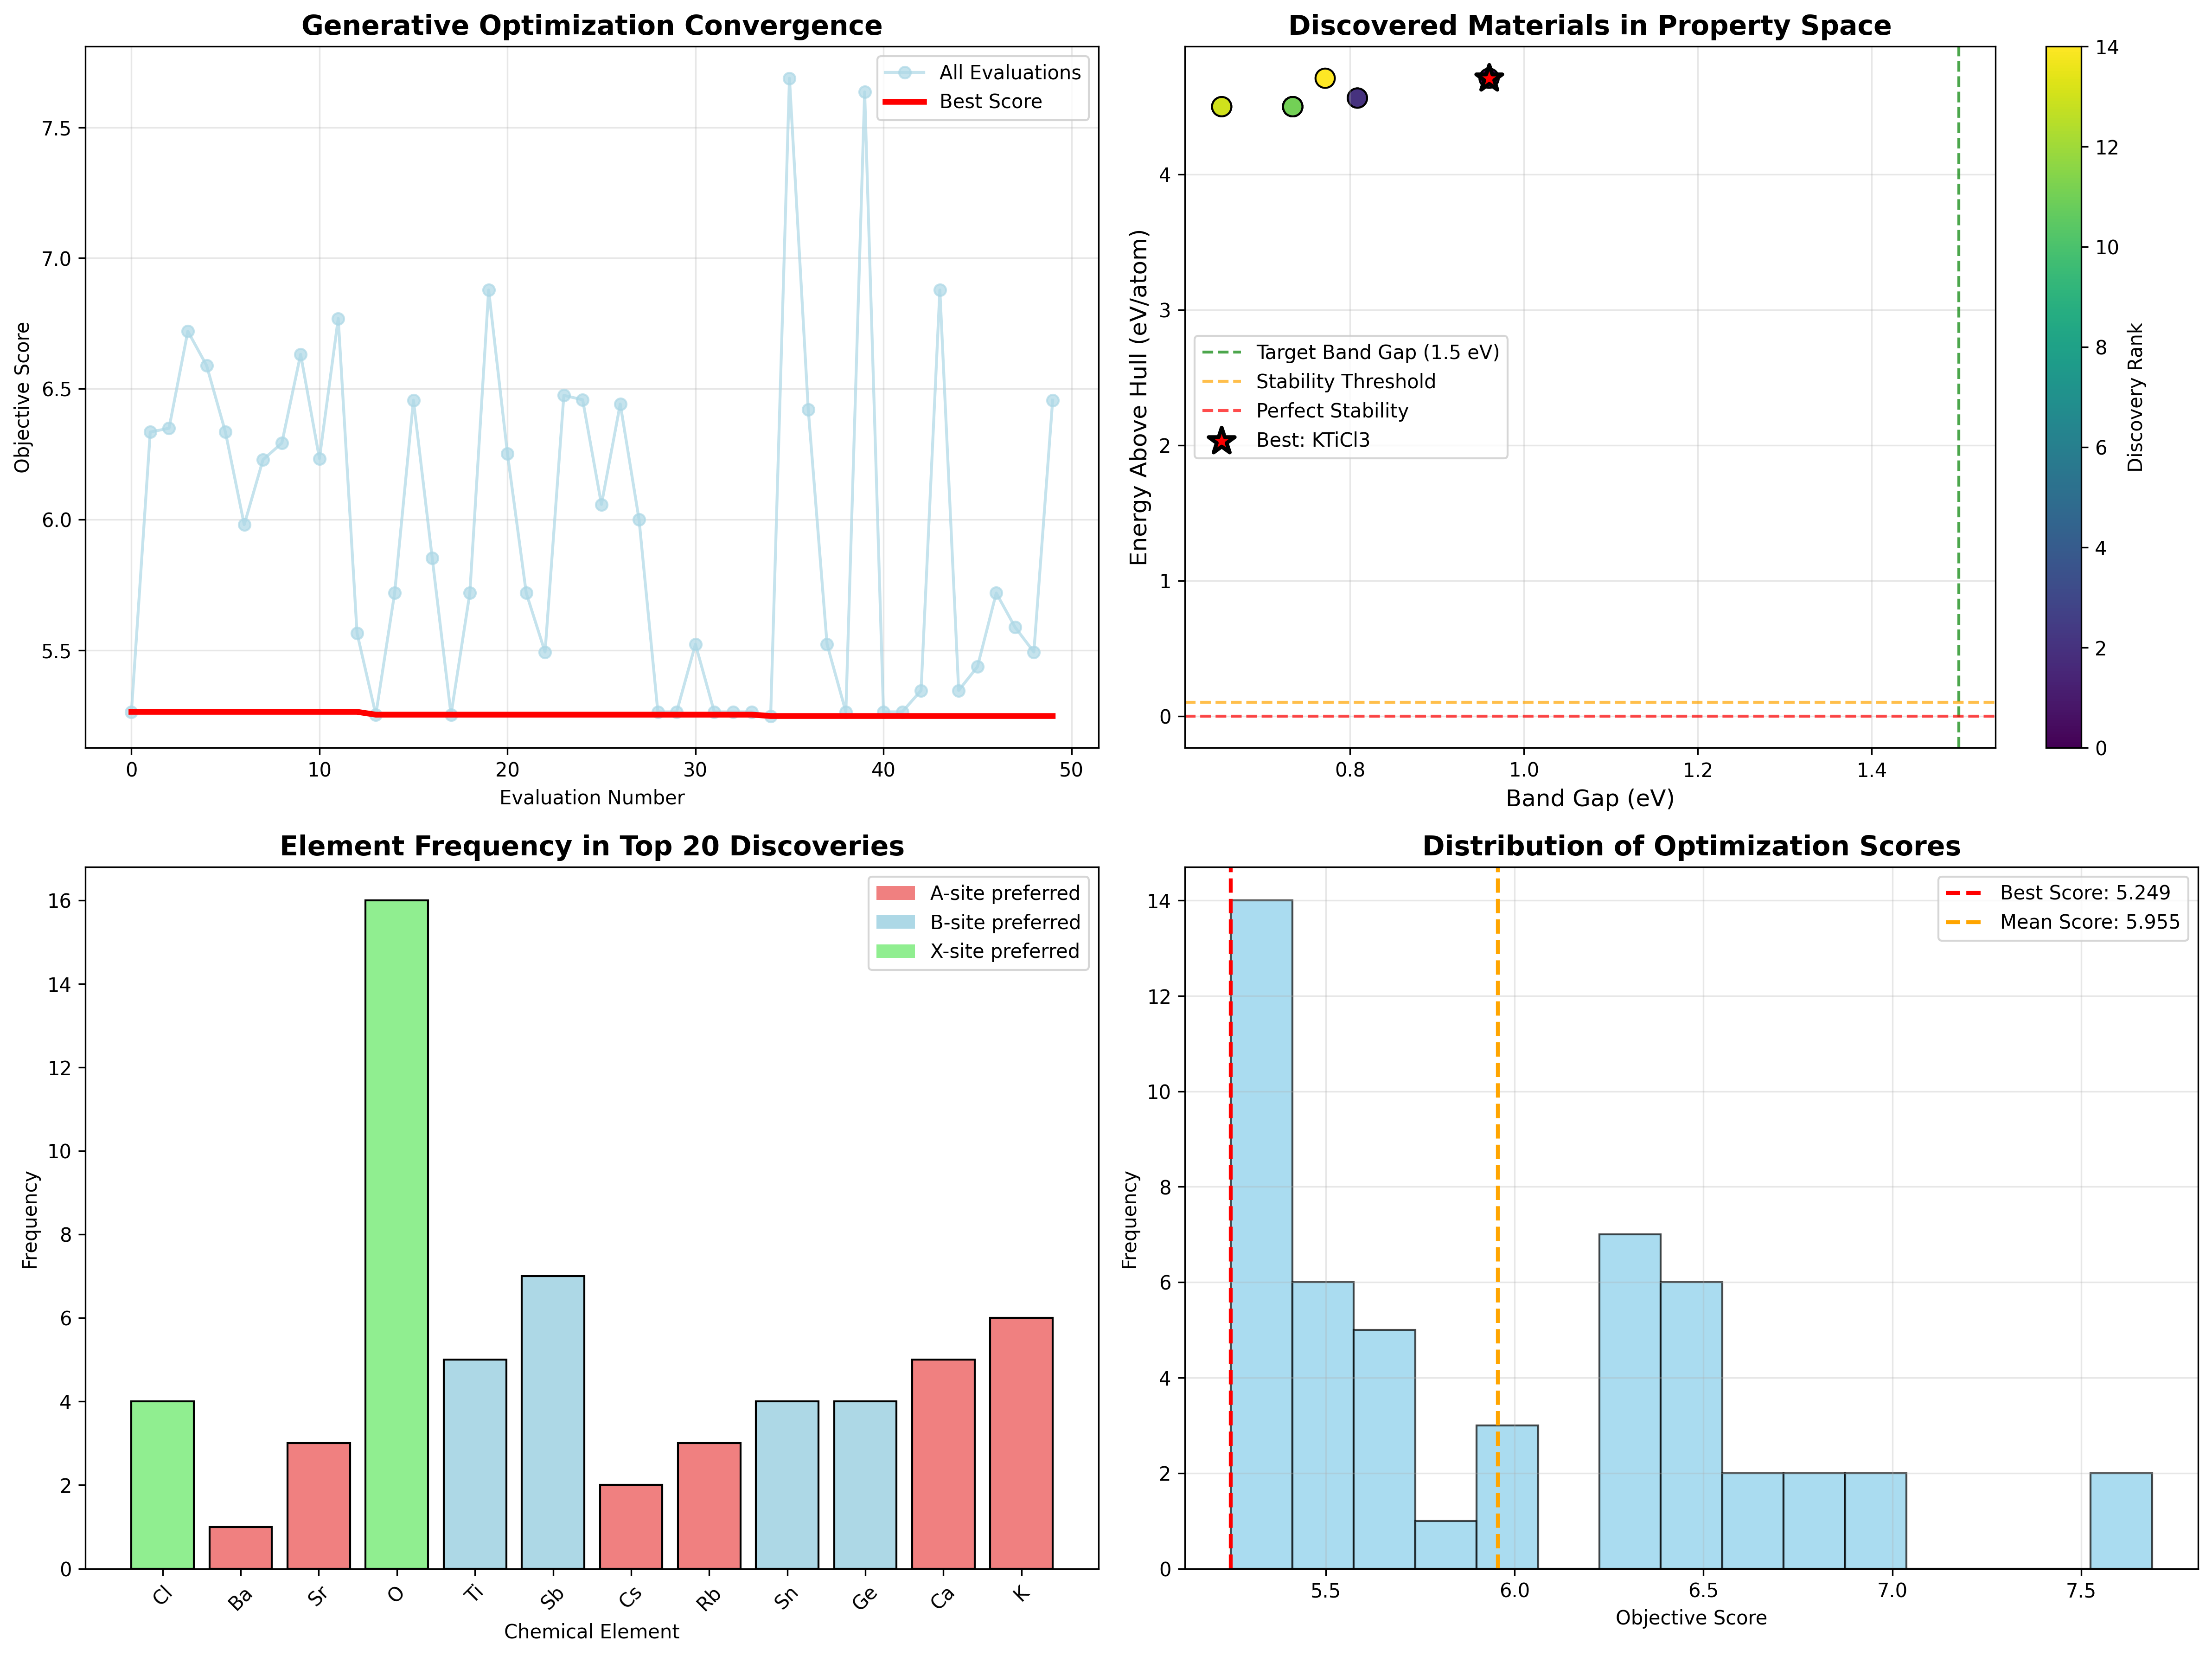 Generative Optimization Convergence
All Evaluations
Best Score
7.5
7.0
6.5
6.0
5.5
Objective Score
0
10
20
30
40
50
Evaluation Number
Discovered Materials in Property Space
4
3
2
1
0
Energy Above Hull (eV/atom)
Target Band Gap (1.5 eV)
Stability Threshold
Perfect Stability
Best: KTiCl3
0.8
1.0
1.2
1.4
Band Gap (eV)
14
12
10
8
6
4
2
0
Discovery Rank
Element Frequency in Top 20 Discoveries
A-site preferred
B-site preferred
X-site preferred
16
14
12
10
8
6
4
2
0
Frequency
Cl
Ba
Sr
O
Ti
Sb
Cs
Rb
Sn
Ge
Ca
K
Chemical Element
Distribution of Optimization Scores
Best Score: 5.249
Mean Score: 5.955
14
12
10
8
6
4
2
0
Frequency
5.5
6.0
6.5
7.0
7.5
Objective Score